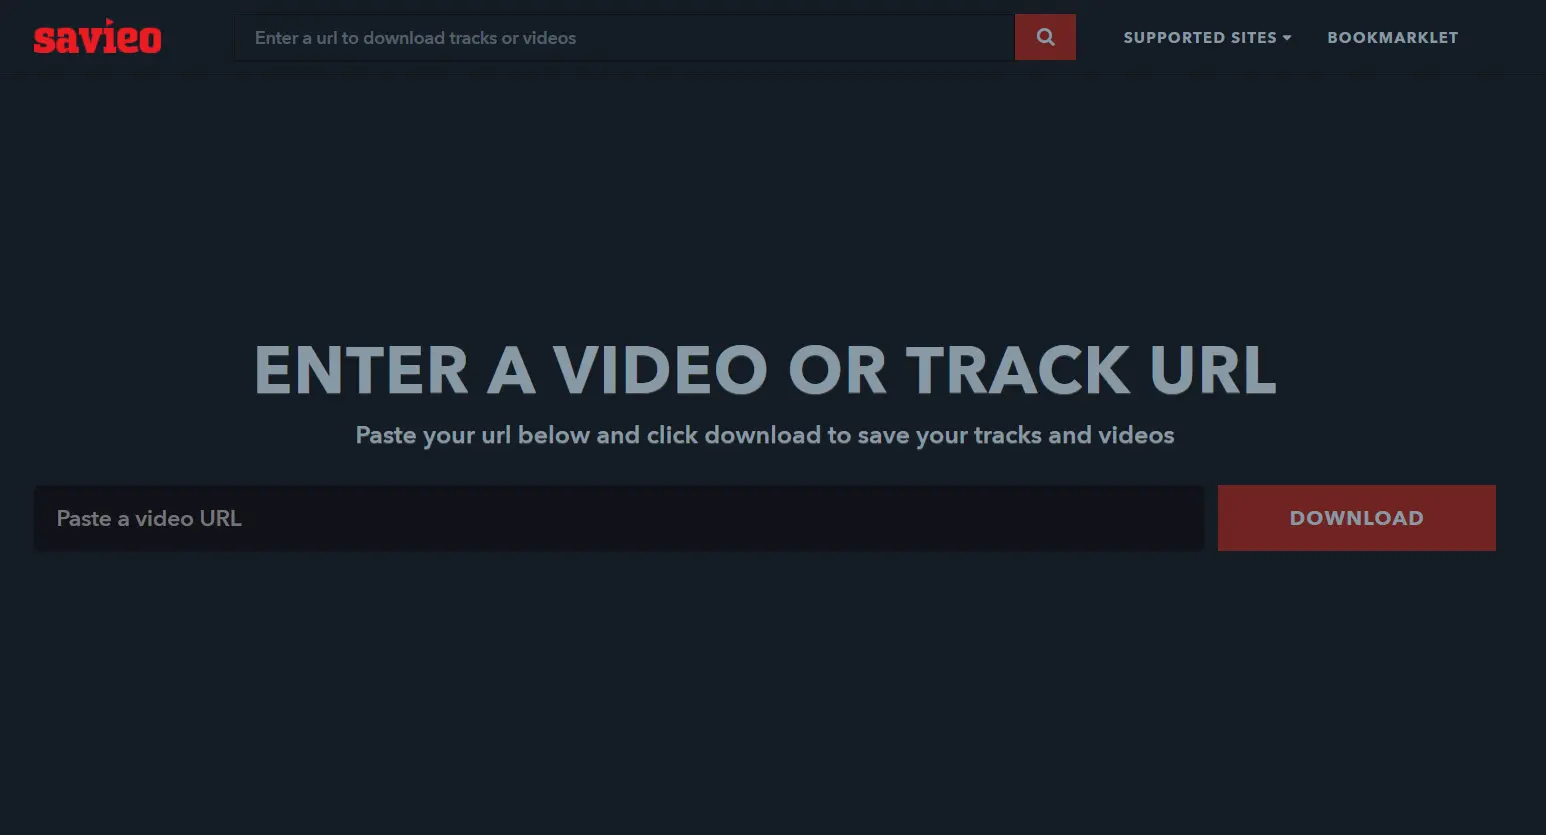 savieo
Enter a url to download tracks or videos
SUPPORTED SITES
BOOKMARKLET
ENTER A VIDEO OR TRACK URL
Paste your url below and click download to save your tracks and videos
Paste a video URL
DOWNLOAD